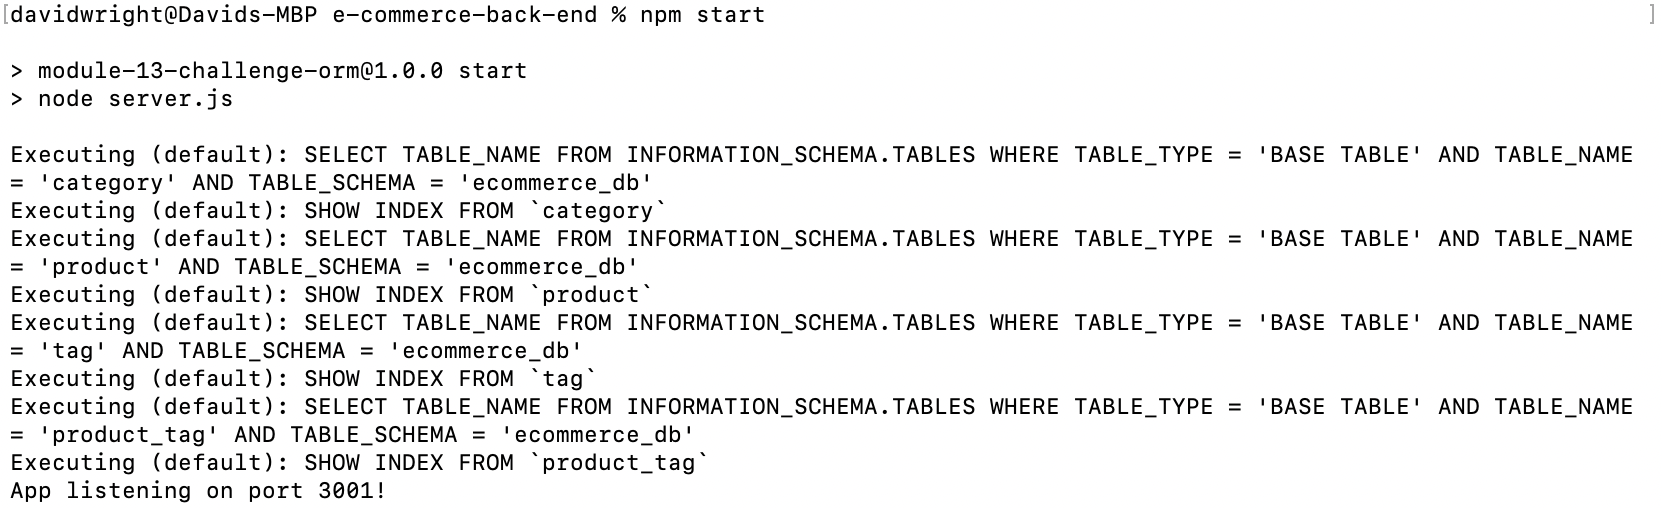 [davidwright@Davids-MBP e-commerce-back-end % npm start ]
> module-13-challenge-orm@1.0.0 start
> node server.js
Executing (default): SELECT TABLE_NAME FROM INFORMATION_SCHEMA.TABLES WHERE TABLE_TYPE = 'BASE TABLE' AND TABLE_NAME
= 'category' AND TABLE_SCHEMA = 'ecommerce_db'
Executing (default): SHOW INDEX FROM `category`
Executing (default): SELECT TABLE_NAME FROM INFORMATION_SCHEMA.TABLES WHERE TABLE_TYPE = 'BASE TABLE' AND TABLE_NAME
= 'product' AND TABLE_SCHEMA = 'ecommerce_db'
Executing (default): SHOW INDEX FROM `product`
Executing (default): SELECT TABLE_NAME FROM INFORMATION_SCHEMA.TABLES WHERE TABLE_TYPE = 'BASE TABLE' AND TABLE_NAME
= 'tag' AND TABLE_SCHEMA = 'ecommerce_db'
Executing (default): SHOW INDEX FROM `tag`
Executing (default): SELECT TABLE_NAME FROM INFORMATION_SCHEMA.TABLES WHERE TABLE_TYPE = 'BASE TABLE' AND TABLE_NAME
= 'product_tag' AND TABLE_SCHEMA = 'ecommerce_db'
Executing (default): SHOW INDEX FROM `product_tag`
App listening on port 3001!